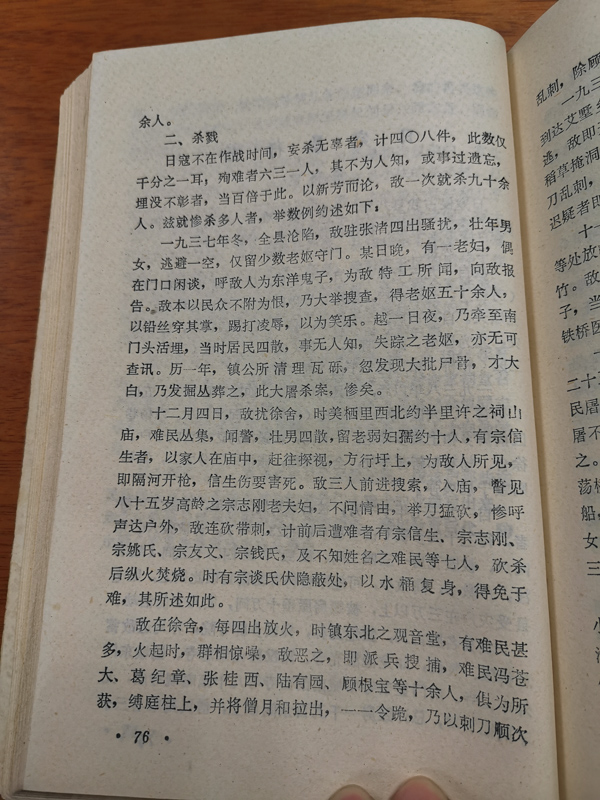 余人。
二、杀戮
日寇不在作战时间，妄杀无辜者，计四〇八件，此数仅
千分之一耳，殉难者六三一人，其不为人知，或事过遗忘，
埋没不彰者，当百倍于此。以新芳而论，敌一次就杀九十余
人。兹就惨杀多人者，举数例约述如下：
一九三七年冬，全县沦陷，敌驻张渚四出骚扰，壮年男
女，逃避一空，仅留少数老妪守门。某日晚，有一老妇，偶
在门口闲谈，呼敌人为东洋鬼子，为敌特工所闻，向敌报
告。敌本以民众不附为恨，乃大举搜查，得老妪五十余人，
以铅丝穿其掌，踢打凌辱，以为笑乐。越一日夜，乃牵至南
门头活埋，当时居民四散，事无人知，失踪之老妪，亦无可
查讯。历一年，镇公所清理瓦砾，忽发现大批尸骨，才大
白，乃发掘丛葬之，此大屠杀案，惨矣。
十二月四日，敌扰徐舍，时美栖里西北约半里许之祠山
庙，难民丛集，闻警，壮男四散，留老弱妇孺约十人，有宗信
生者，以家人在庙中，赶往探视，方行圩上，为敌人所见，
即隔河开枪，信生伤要害死。敌三人前进搜索，入庙，瞥见
八十五岁高龄之宗志刚老夫妇，不问情由，举刀猛砍，惨呼
声达户外，敌连砍带刺，计前后遭难者有宗信生、宗志刚、
宗姚氏、宗友文、宗钱氏，及不知姓名之难民等七人，砍杀
后纵火焚烧。时有宗谈氏伏隐蔽处，以水桶复身，得免于
难，其所述如此。
敌在徐舍，每四出放火，时镇东北之观音堂，有难民甚
多，火起时，群相惊噪，敌恶之，即派兵搜捕，难民冯苍
大、葛纪章、张桂西、陆有园、顾根宝等十余人，俱为所
获，缚庭柱上，并将僧月和拉出，一一令跪，乃以刺刀顺次
·76·
乱刺，除顾
一九三
到达艾墅
逃，敌即
稻草掩洞
刀乱刺，
迟疑者即
十一
等处放
竹。敌
子，当
铁桥医
二十五
民屠
屠不
之。
荡
船，
女
三